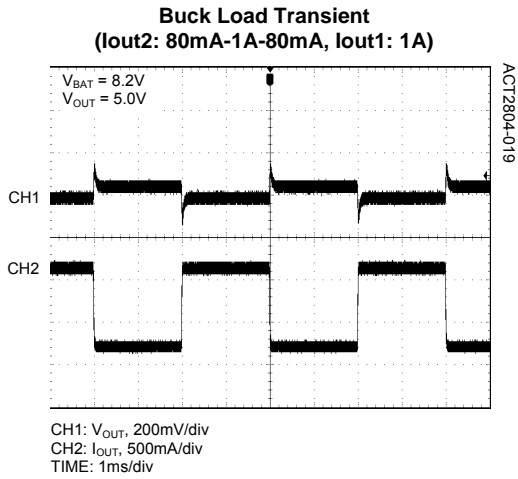 Buck Load Transient
(Iout2: 80mA-1A-80mA, Iout1: 1A)
VBAT = 8.2V
VOUT = 5.0V
ACT2804-019
CH1
CH2
CH1: VOUT, 200mV/div
CH2: IOUT, 500mA/div
TIME: 1ms/div